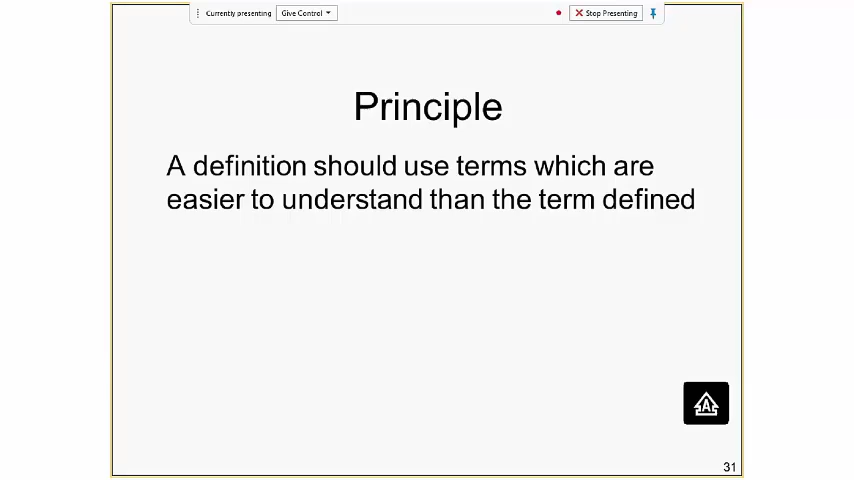 Currently presenting Give Control Stop Presenting
Principle
A definition should use terms which are
easier to understand than the term defined
A
31